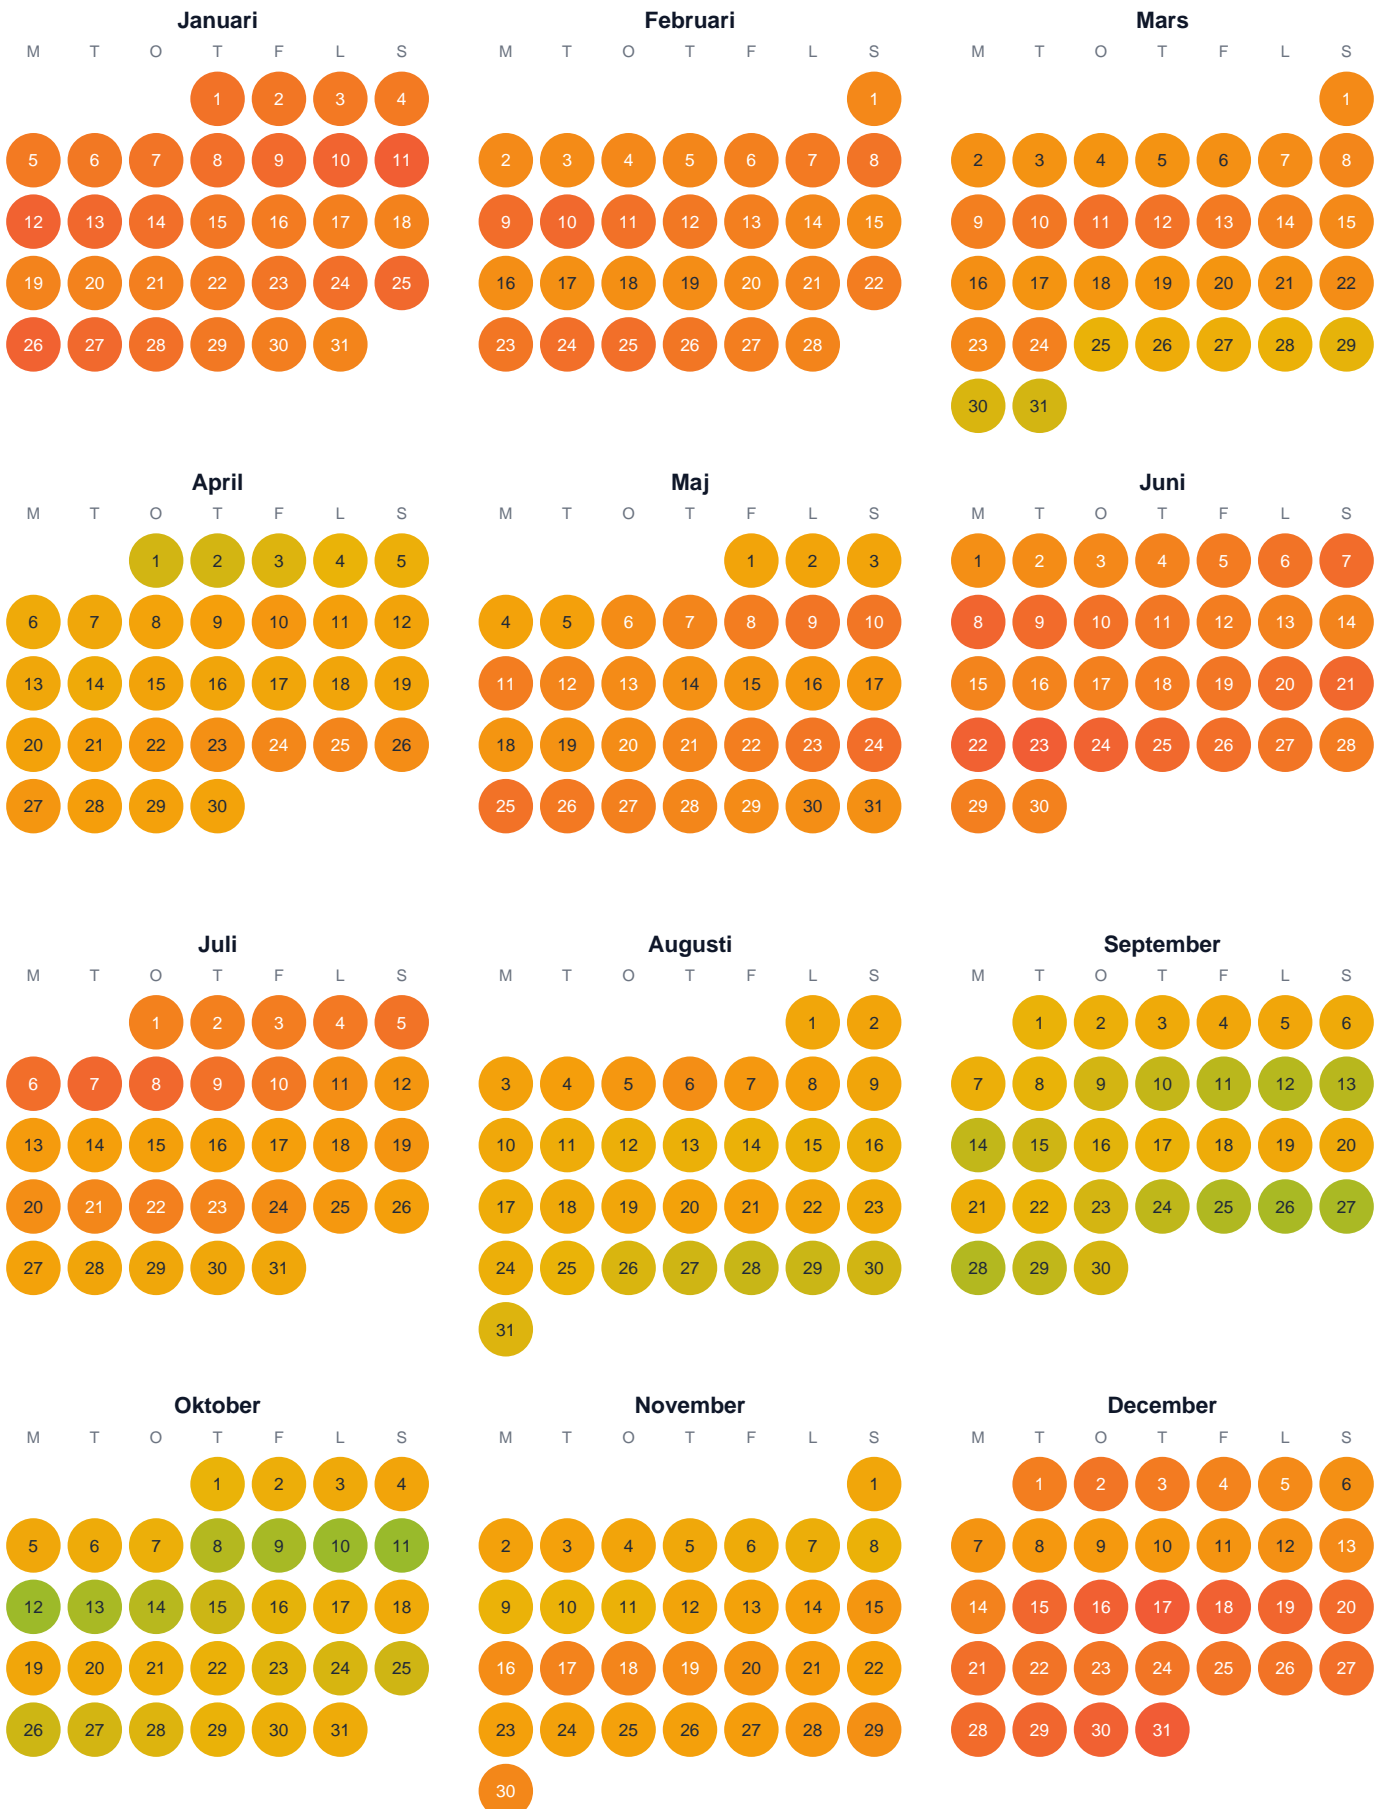 Januari Februari Mars
M T O T F L S M T O T F L S M T O T F L S
1 2 3 4 1 1
5 6 7 8 9 10 11 2 3 4 5 6 7 8 2 3 4 5 6 7 8
12 13 14 15 16 17 18 9 10 11 12 13 14 15 9 10 11 12 13 14 15
19 20 21 22 23 24 25 16 17 18 19 20 21 22 16 17 18 19 20 21 22
26 27 28 29 30 31 23 24 25 26 27 28 23 24 25 26 27 28 29
30 31
April Maj Juni
M T O T F L S M T O T F L S M T O T F L S
1 2 3 4 5 1 2 3 1 2 3 4 5 6 7
6 7 8 9 10 11 12 4 5 6 7 8 9 10 8 9 10 11 12 13 14
13 14 15 16 17 18 19 11 12 13 14 15 16 17 15 16 17 18 19 20 21
20 21 22 23 24 25 26 18 19 20 21 22 23 24 22 23 24 25 26 27 28
27 28 29 30 25 26 27 28 29 30 31 29 30
Juli Augusti September
M T O T F L S M T O T F L S M T O T F L S
1 2 3 4 5 1 2 1 2 3 4 5 6
6 7 8 9 10 11 12 3 4 5 6 7 8 9 7 8 9 10 11 12 13
13 14 15 16 17 18 19 10 11 12 13 14 15 16 14 15 16 17 18 19 20
20 21 22 23 24 25 26 17 18 19 20 21 22 23 21 22 23 24 25 26 27
27 28 29 30 31 24 25 26 27 28 29 30 28 29 30
31
Oktober November December
M T O T F L S M T O T F L S M T O T F L S
1 2 3 4 1 1 2 3 4 5 6
5 6 7 8 9 10 11 2 3 4 5 6 7 8 7 8 9 10 11 12 13
12 13 14 15 16 17 18 9 10 11 12 13 14 15 14 15 16 17 18 19 20
19 20 21 22 23 24 25 16 17 18 19 20 21 22 21 22 23 24 25 26 27
26 27 28 29 30 31 23 24 25 26 27 28 29 28 29 30 31
30